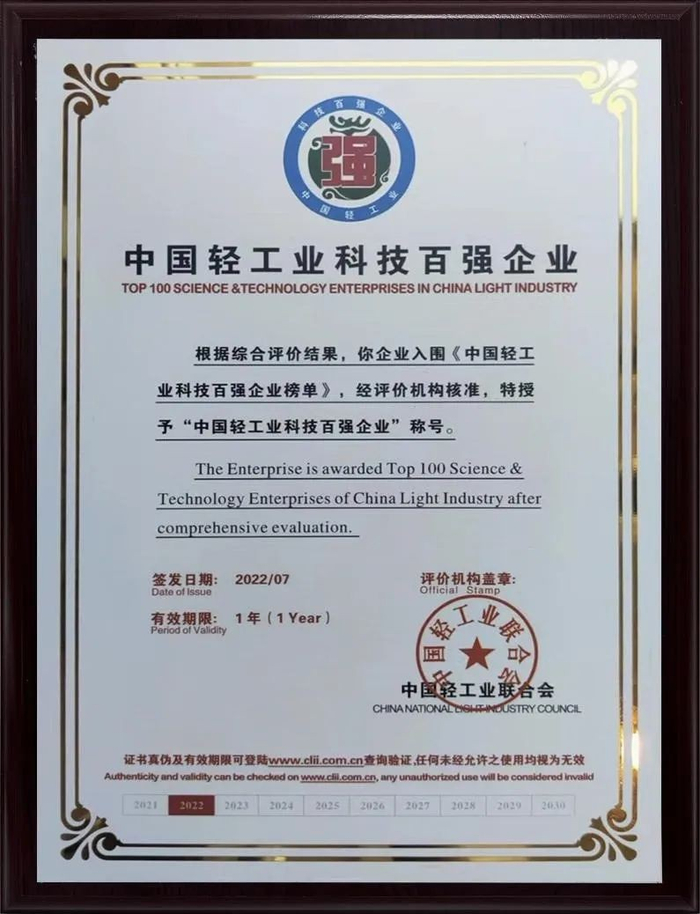 科技百强企业
强
中国轻工业
中国轻工业科技百强企业
TOP 100 SCIENCE &TECHNOLOGY ENTERPRISES IN CHINA LIGHT INDUSTRY
根据综合评价结果，你企业入围《中国轻工
业科技百强企业榜单》，经评价机构核准，特授
予“中国轻工业科技百强企业”称号。
The Enterprise is awarded Top 100 Science &
Technology Enterprises of China Light Industry after
comprehensive evaluation.
签发日期: 2022/07
Date of Issue
评价机构盖章:
Official Stamp
有效期限: 1年（1 Year）
Period of Validity
中国轻工业联合会
中国轻工业联合会
CHINA NATIONAL LIGHT INDUSTRY COUNCIL
证书真伪及有效期限可登陆www.clii.com.cn查询验证,任何未经允许之使用均视为无效
Authenticity and validity can be checked on www.clii.com.cn, any unauthorized use will be considered invalid
2021 2022 2023 2024 2025 2026 2027 2028 2029 2030